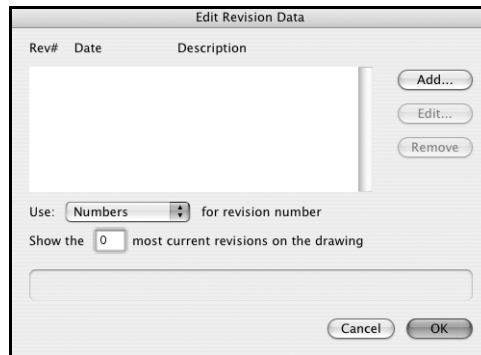 Edit Revision Data
Rev# Date Description
Add...
Edit...
Remove
Use: Numbers for revision number
Show the 0 most current revisions on the drawing
Cancel OK